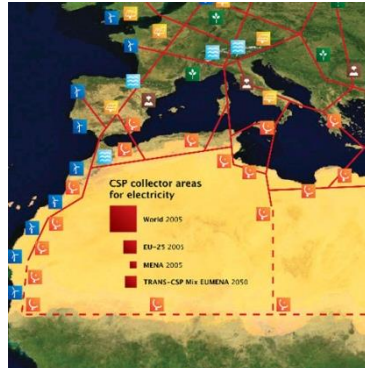 CSP collector areas
for electricity
World 2005
EU-25 2005
MENA 2005
TRANS-CSP Mix EUMENA 2050